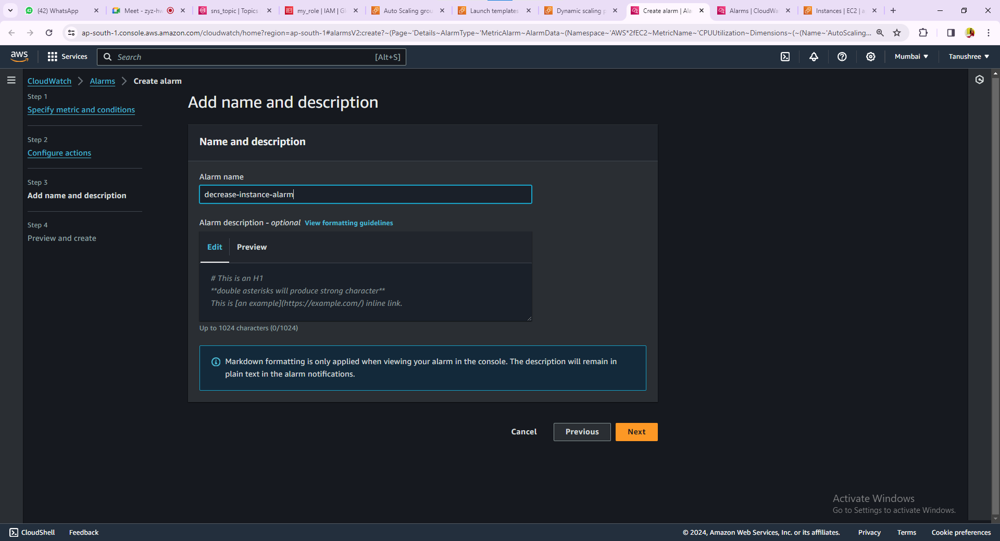 (42) WhatsApp
Meet - zyz-hw
sns_topic | Topics
my_role | IAM | Gl
Auto Scaling grou
Launch templates
Dynamic scaling p
Create alarm | Ala
Alarms | CloudWa
Instances | EC2 | a
ap-south-1.console.aws.amazon.com/cloudwatch/home?region=ap-south-1#alarmsV2:create?~(Page~'Details~AlarmType~'MetricAlarm~AlarmData~(Namespace~'AWS*2fEC2~MetricName~'CPUUtilization~Dimensions~(~(Name~'AutoScaling...
aws
Services
Search
[Alt+S]
Mumbai
Tanushree
CloudWatch
Alarms
Create alarm
Step 1
Specify metric and conditions
Step 2
Configure actions
Step 3
Add name and description
Step 4
Preview and create
Add name and description
Name and description
Alarm name
decrease-instance-alarm
Alarm description - optional View formatting guidelines
Edit
Preview
# This is an H1
**double asterisks will produce strong character**
This is [an example](https://example.com/) inline link.
Up to 1024 characters (0/1024)
Markdown formatting is only applied when viewing your alarm in the console. The description will remain in
plain text in the alarm notifications.
Cancel
Previous
Next
Activate Windows
Go to Settings to activate Windows.
CloudShell
Feedback
© 2024, Amazon Web Services, Inc. or its affiliates.
Privacy
Terms
Cookie preferences